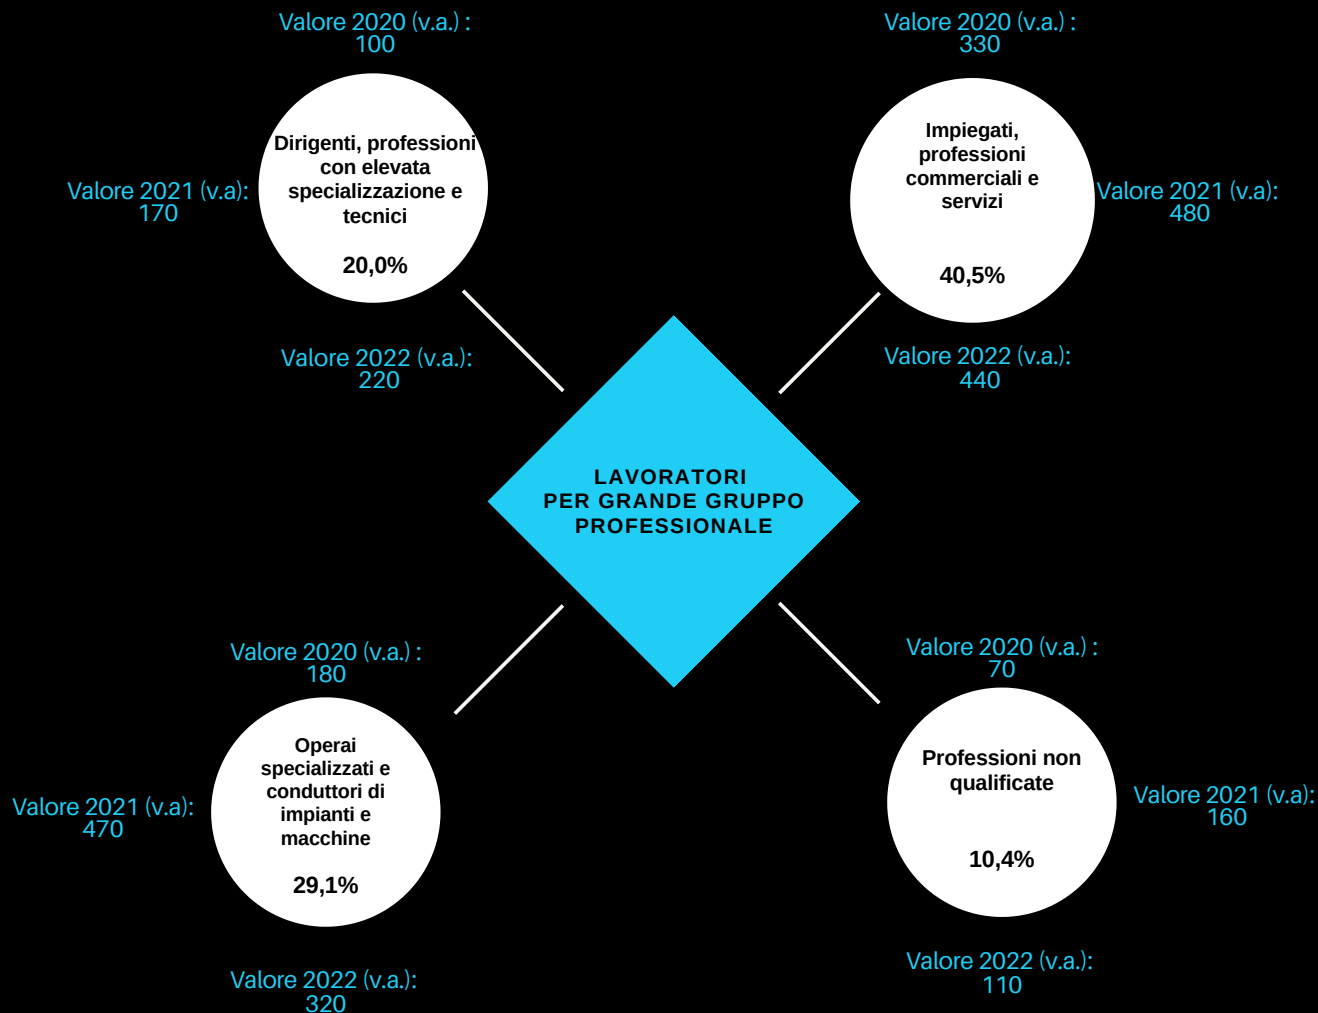 Valore 2020 (v.a.) :
100
Dirigenti, professioni
con elevata
specializzazione e
tecnici
20,0%
Valore 2021 (v.a):
170
Valore 2022 (v.a.):
220
Valore 2020 (v.a.) :
330
Impiegati,
professioni
commerciali e
servizi
40,5%
Valore 2021 (v.a):
480
Valore 2022 (v.a.):
440
LAVORATORI
PER GRANDE GRUPPO
PROFESSIONALE
Valore 2020 (v.a.) :
180
Operai
specializzati e
conduttori di
impianti e
macchine
29,1%
Valore 2021 (v.a):
470
Valore 2022 (v.a.):
320
Valore 2020 (v.a.) :
70
Professioni non
qualificate
10,4%
Valore 2021 (v.a):
160
Valore 2022 (v.a.):
110